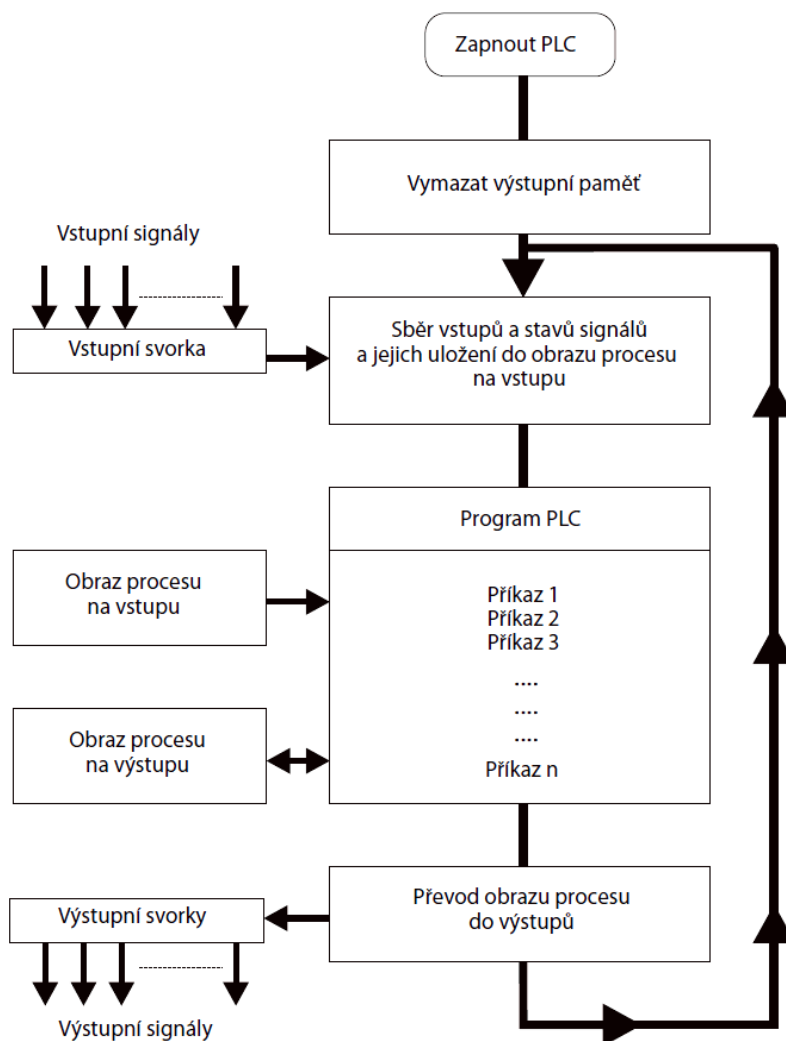 Zapnout PLC
Vymazat výstupní paměť
Vstupní signály
Vstupní svorka
Sběr vstupů a stavů signálů
a jejich uložení do obrazu procesu
na vstupu
Program PLC
Obraz procesu
na vstupu
Příkaz 1
Příkaz 2
Příkaz 3
....
....
....
Příkaz n
Obraz procesu
na výstupu
Převod obrazu procesu
do výstupů
Výstupní svorky
Výstupní signály